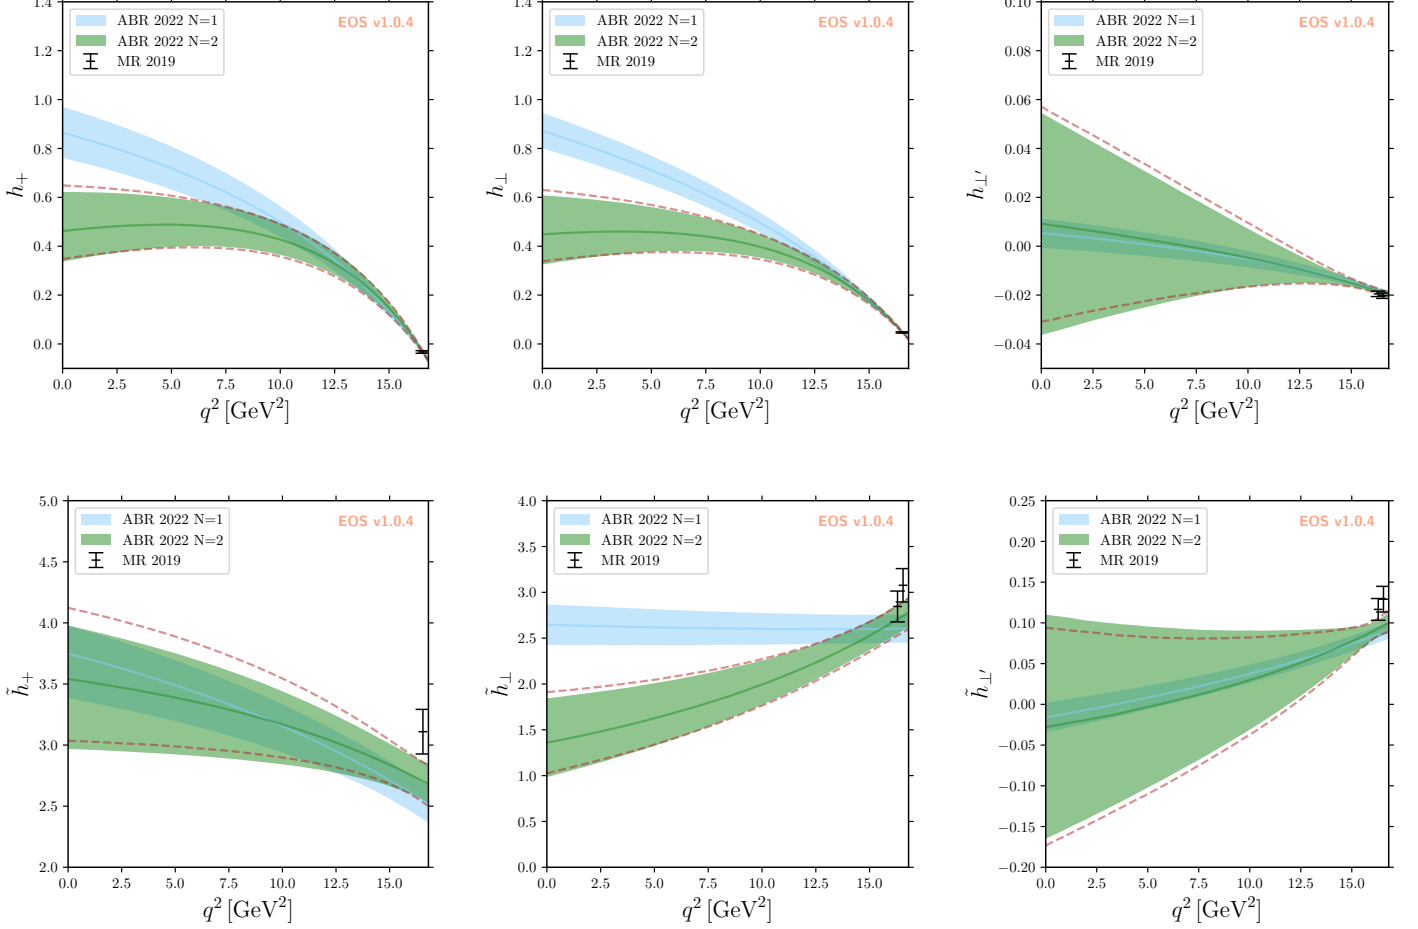 1.4
1.2
1.0
0.8
0.6
0.4
0.2
0.0
h₊
ABR 2022 N=1
ABR 2022 N=2
MR 2019
EOS v1.0.4
0.0 2.5 5.0 7.5 10.0 12.5 15.0
q² [GeV²]
1.4
1.2
1.0
0.8
0.6
0.4
0.2
0.0
h⊥
ABR 2022 N=1
ABR 2022 N=2
MR 2019
EOS v1.0.4
0.0 2.5 5.0 7.5 10.0 12.5 15.0
q² [GeV²]
0.10
0.08
0.06
0.04
0.02
0.00
−0.02
−0.04
h⊥′
ABR 2022 N=1
ABR 2022 N=2
MR 2019
EOS v1.0.4
0.0 2.5 5.0 7.5 10.0 12.5 15.0
q² [GeV²]
5.0
4.5
4.0
3.5
3.0
2.5
2.0
h̃₊
ABR 2022 N=1
ABR 2022 N=2
MR 2019
EOS v1.0.4
0.0 2.5 5.0 7.5 10.0 12.5 15.0
q² [GeV²]
4.0
3.5
3.0
2.5
2.0
1.5
1.0
0.5
0.0
h̃⊥
ABR 2022 N=1
ABR 2022 N=2
MR 2019
EOS v1.0.4
0.0 2.5 5.0 7.5 10.0 12.5 15.0
q² [GeV²]
0.25
0.20
0.15
0.10
0.05
0.00
−0.05
−0.10
−0.15
−0.20
h̃⊥′
ABR 2022 N=1
ABR 2022 N=2
MR 2019
EOS v1.0.4
0.0 2.5 5.0 7.5 10.0 12.5 15.0
q² [GeV²]